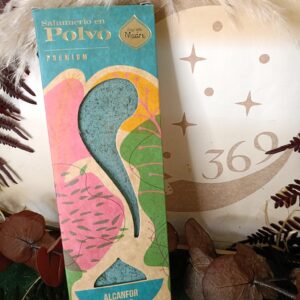 Sahumerio en
Polvo
PREMIUM
369
ALCANFOR